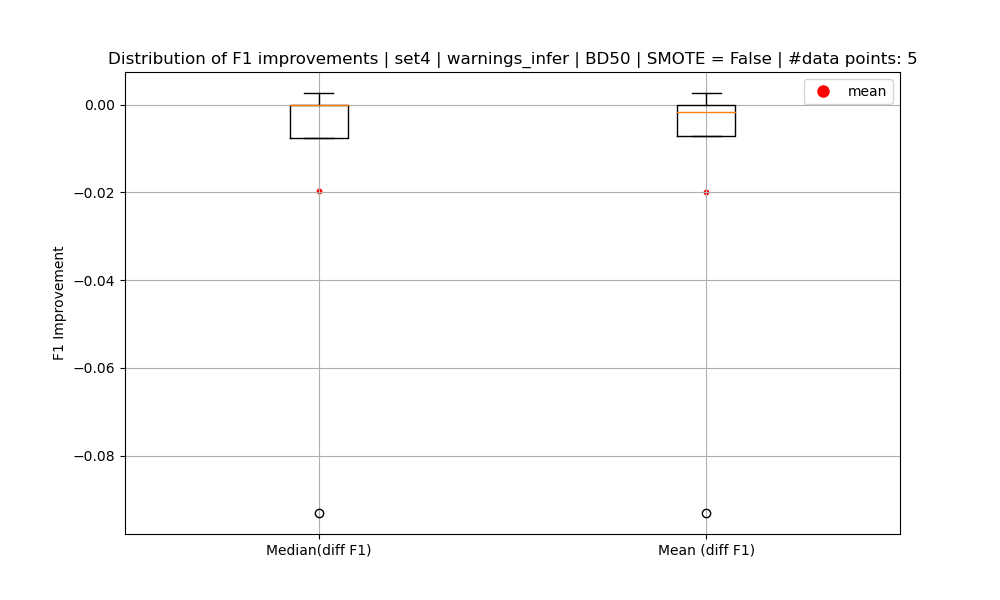 Distribution of F1 improvements | set4 | warnings_infer | BD50 | SMOTE = False | #data points: 5
mean
0.00
−0.02
−0.04
−0.06
−0.08
F1 Improvement
Median(diff F1)
Mean (diff F1)